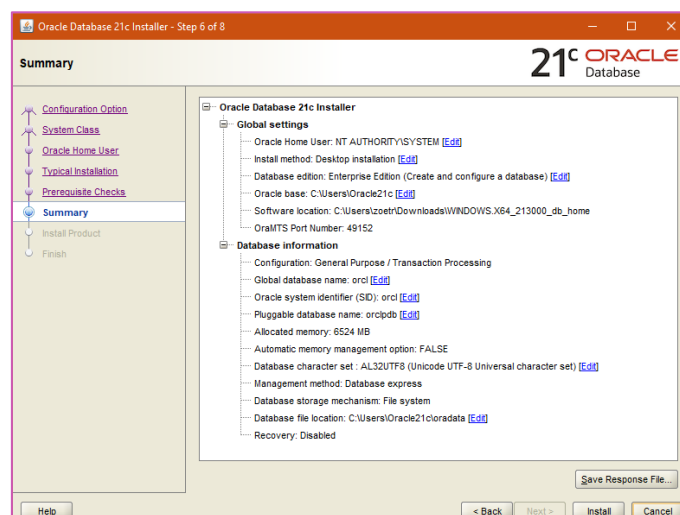 Oracle Database 21c Installer - Step 6 of 8
Summary
21c ORACLE
Database
Configuration Option
System Class
Oracle Home User
Typical Installation
Prerequisite Checks
Summary
Install Product
Finish
Oracle Database 21c Installer
Global settings
Oracle Home User: NT AUTHORITY\SYSTEM [Edit]
Install method: Desktop installation [Edit]
Database edition: Enterprise Edition (Create and configure a database) [Edit]
Oracle base: C:\Users\Oracle21c [Edit]
Software location: C:\Users\zoetr\Downloads\WINDOWS.X64_213000_db_home
OraMTS Port Number: 49152
Database information
Configuration: General Purpose / Transaction Processing
Global database name: orcl [Edit]
Oracle system identifier (SID): orcl [Edit]
Pluggable database name: orclpdb [Edit]
Allocated memory: 6524 MB
Automatic memory management option: FALSE
Database character set : AL32UTF8 (Unicode UTF-8 Universal character set) [Edit]
Management method: Database express
Database storage mechanism: File system
Database file location: C:\Users\Oracle21c\oradata [Edit]
Recovery: Disabled
Save Response File...
Help
< Back
Next >
Install
Cancel